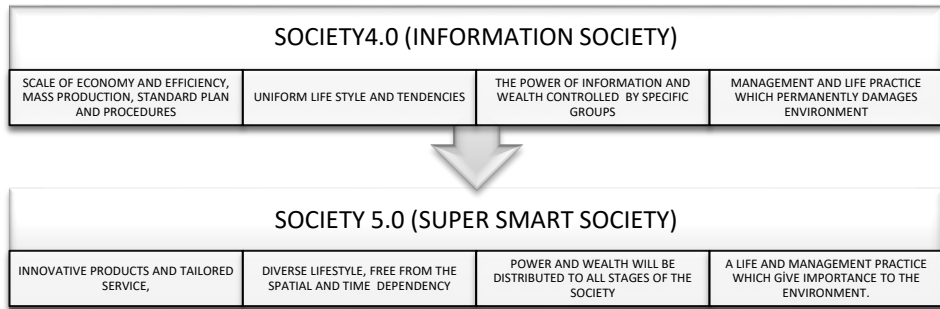 SOCIETY4.0 (INFORMATION SOCIETY)
SCALE OF ECONOMY AND EFFICIENCY,
MASS PRODUCTION, STANDARD PLAN
AND PROCEDURES
UNIFORM LIFE STYLE AND TENDENCIES
THE POWER OF INFORMATION AND
WEALTH CONTROLLED BY SPECIFIC
GROUPS
MANAGEMENT AND LIFE PRACTICE
WHICH PERMANENTLY DAMAGES
ENVIRONMENT
SOCIETY 5.0 (SUPER SMART SOCIETY)
INNOVATIVE PRODUCTS AND TAILORED
SERVICE,
DIVERSE LIFESTYLE, FREE FROM THE
SPATIAL AND TIME DEPENDENCY
POWER AND WEALTH WILL BE
DISTRIBUTED TO ALL STAGES OF THE
SOCIETY
A LIFE AND MANAGEMENT PRACTICE
WHICH GİVE IMPORTANCE TO THE
ENVIRONMENT.